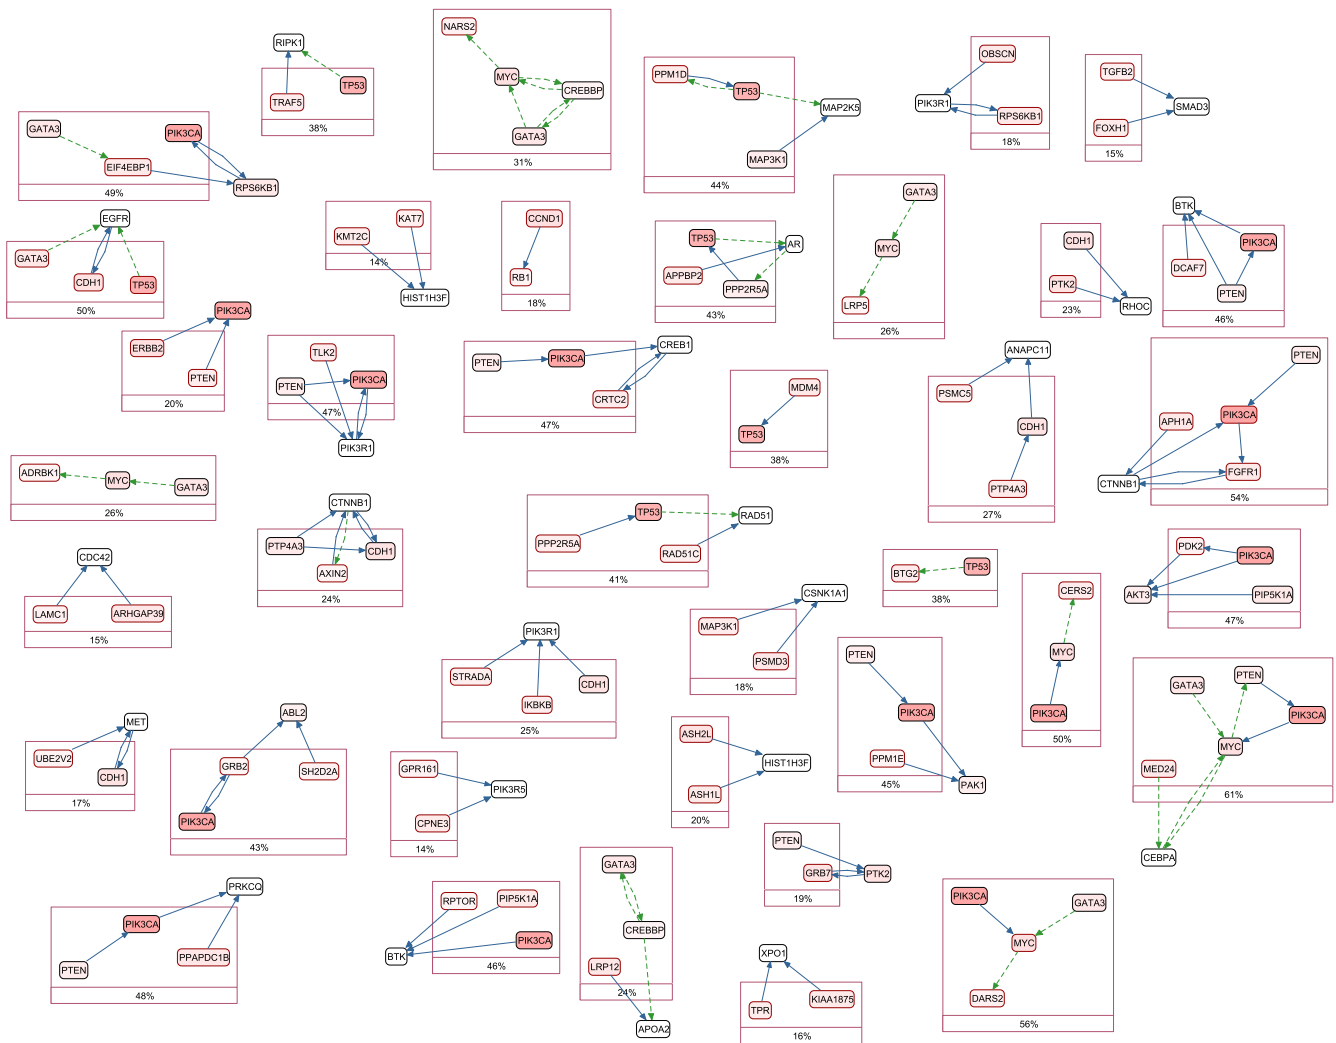 RIPK1
TP53
TRAF5
38%
NARS2
MYC
CREBBP
GATA3
31%
PPM1D
TP53
MAP2K5
MAP3K1
44%
OBSCN
PIK3R1
RPS6KB1
18%
TGFB2
SMAD3
FOXH1
15%
GATA3
PIK3CA
EIF4EBP1
RPS6KB1
49%
EGFR
GATA3
CDH1
TP53
50%
KAT7
KMT2C
14%
HIST1H3F
CCND1
RB1
18%
TP53
AR
APPBP2
PPP2R5A
43%
GATA3
MYC
LRP5
26%
CDH1
PTK2
RHOC
23%
BTK
PIK3CA
DCAF7
PTEN
46%
PIK3CA
ERBB2
PTEN
20%
TLK2
PTEN
PIK3CA
47%
PIK3R1
CREB1
PTEN
PIK3CA
CRTC2
47%
MDM4
TP53
38%
ANAPC11
PSMC5
CDH1
PTP4A3
27%
PTEN
PIK3CA
APH1A
FGFR1
CTNNB1
54%
ADRBK1
MYC
GATA3
26%
CTNNB1
PTP4A3
CDH1
AXIN2
24%
TP53
RAD51
PPP2R5A
RAD51C
41%
BTG2
TP53
38%
PDK2
PIK3CA
AKT3
PIP5K1A
47%
CDC42
LAMC1
ARHGAP39
15%
PIK3R1
STRADA
CDH1
IKBKB
25%
CSNK1A1
MAP3K1
PSMD3
18%
PTEN
PIK3CA
PPM1E
PAK1
45%
CERS2
MYC
PIK3CA
50%
PTEN
GATA3
PIK3CA
MYC
MED24
61%
CEBPA
MET
UBE2V2
CDH1
17%
ABL2
GRB2
SH2D2A
PIK3CA
43%
GPR161
PIK3R5
CPNE3
14%
ASH2L
HIST1H3F
ASH1L
20%
PTEN
GRB7
PTK2
19%
PRKCQ
PIK3CA
PTEN
PPAPDC1B
48%
RPTOR
PIP5K1A
PIK3CA
BTK
46%
GATA3
CREBBP
LRP12
24%
APOA2
XPO1
TPR
KIAA1875
16%
PIK3CA
GATA3
MYC
DARS2
56%